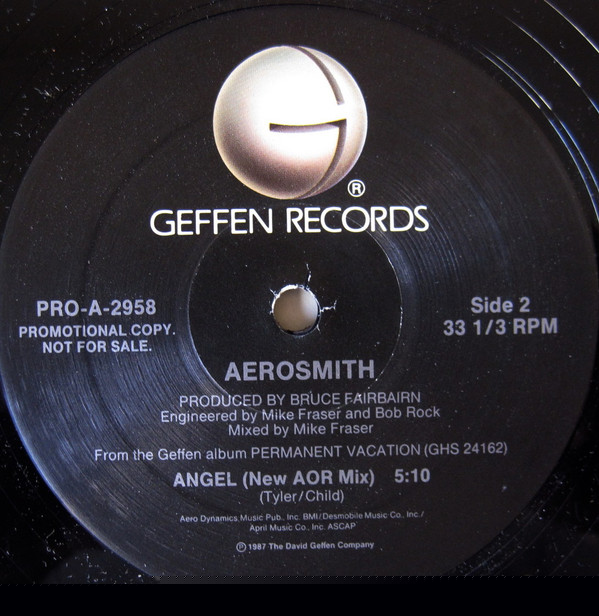 ®
GEFFEN RECORDS
PRO-A-2958
PROMOTIONAL COPY.
NOT FOR SALE.
Side 2
33 1/3 RPM
AEROSMITH
PRODUCED BY BRUCE FAIRBAIRN
Engineered by Mike Fraser and Bob Rock
Mixed by Mike Fraser
From the Geffen album PERMANENT VACATION (GHS 24162)
ANGEL (New AOR Mix) 5:10
(Tyler/Child)
Aero Dynamics Music Pub., Inc. BMI/Desmobile Music Co., Inc./
April Music Co., Inc. ASCAP
℗ 1987 The David Geffen Company